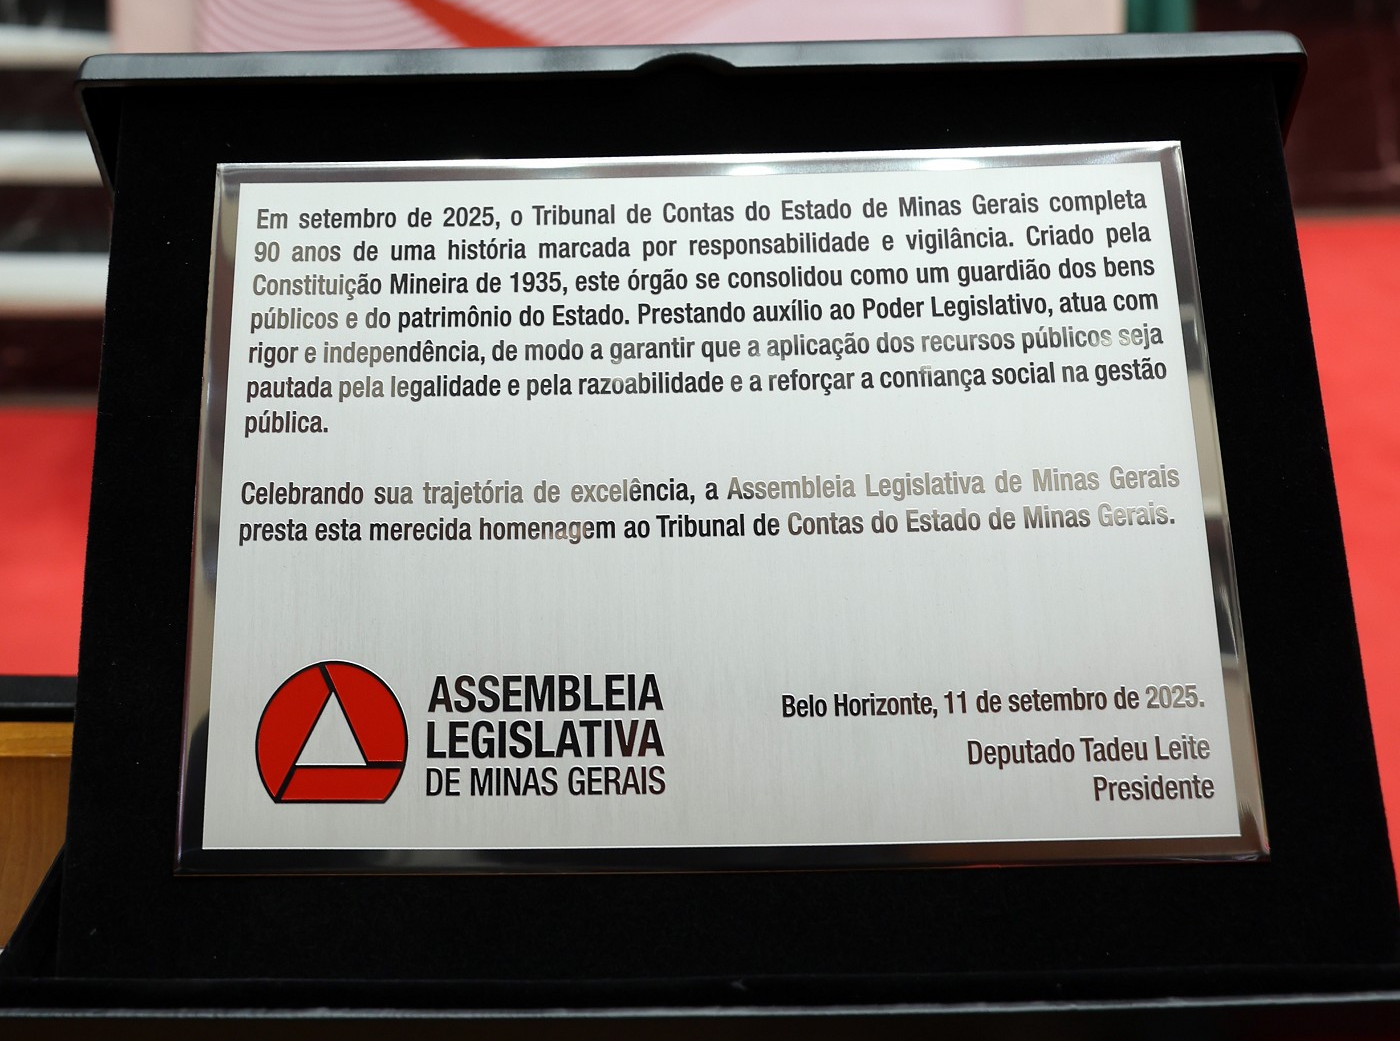 Em setembro de 2025, o Tribunal de Contas do Estado de Minas Gerais completa
90 anos de uma história marcada por responsabilidade e vigilância. Criado pela
Constituição Mineira de 1935, este órgão se consolidou como um guardião dos bens
públicos e do patrimônio do Estado. Prestando auxílio ao Poder Legislativo, atua com
rigor e independência, de modo a garantir que a aplicação dos recursos públicos seja
pautada pela legalidade e pela razoabilidade e a reforçar a confiança social na gestão
pública.
Celebrando sua trajetória de excelência, a Assembleia Legislativa de Minas Gerais
presta esta merecida homenagem ao Tribunal de Contas do Estado de Minas Gerais.
ASSEMBLEIA
LEGISLATIVA
DE MINAS GERAIS
Belo Horizonte, 11 de setembro de 2025.
Deputado Tadeu Leite
Presidente